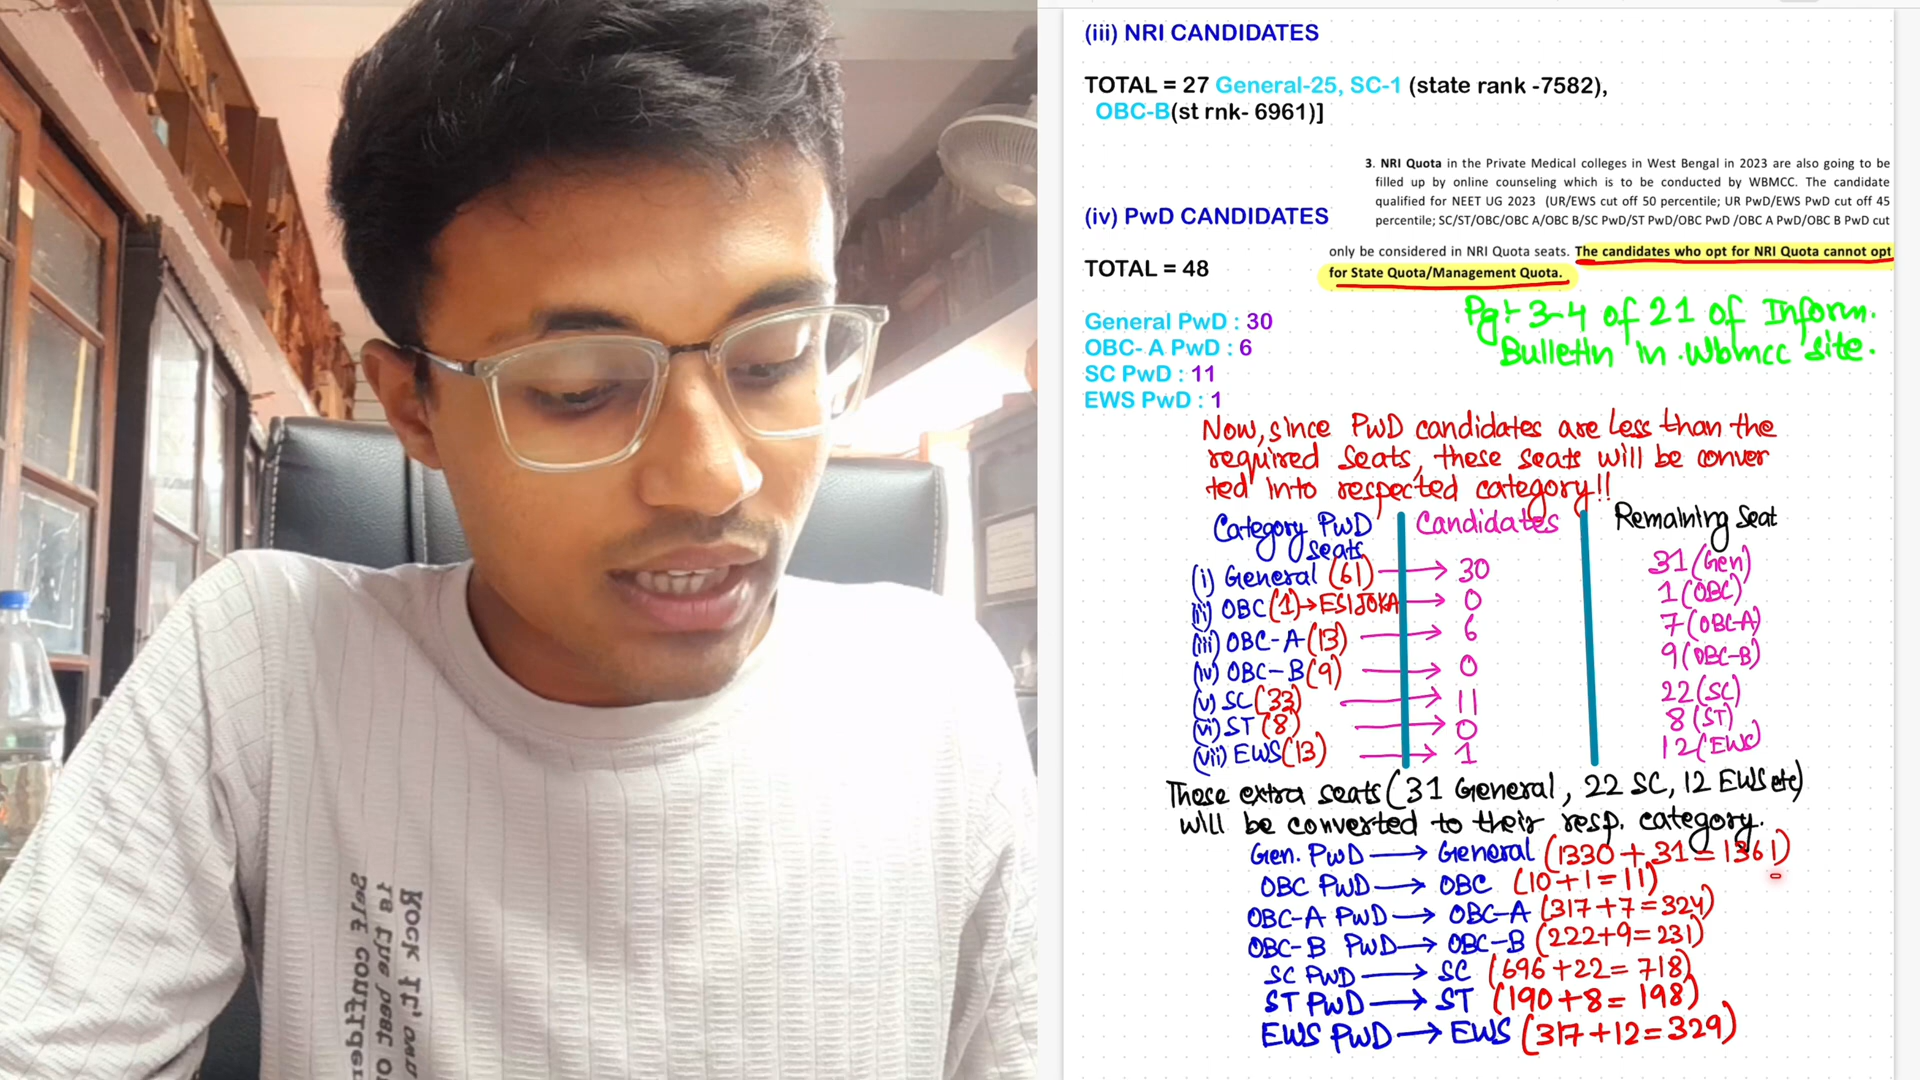 (iii) NRI CANDIDATES
TOTAL = 27 General-25, SC-1 (state rank -7582),
OBC-B(st rnk- 6961)]
3. NRI Quota in the Private Medical colleges in West Bengal in 2023 are also going to be
filled up by online counseling which is to be conducted by WBMCC. The candidate
qualified for NEET UG 2023 (UR/EWS cut off 50 percentile; UR PwD/EWS PwD cut off 45
percentile; SC/ST/OBC/OBC A/OBC B/SC PwD/ST PwD/OBC PwD /OBC A PwD/OBC B PwD cut
only be considered in NRI Quota seats. The candidates who opt for NRI Quota cannot opt
for State Quota/Management Quota.
(iv) PwD CANDIDATES
TOTAL = 48
General PwD : 30
OBC- A PwD : 6
SC PwD : 11
EWS PwD : 1
Pg: 3-4 of 21 of Inform.
Bulletin in Wbmcc site.
Now, since PwD candidates are less than the
required seats, these seats will be conver
ted into respected category!!
Category PwD seats Candidates Remaining Seat
(i) General (61) → 30 31 (Gen)
(ii) OBC (1) → ESI JOKA → 0 1 (OBC)
(iii) OBC-A (13) → 6 7 (OBC-A)
(iv) OBC-B (9) → 0 9 (OBC-B)
(v) SC (33) → 11 22 (SC)
(vi) ST (8) → 0 8 (ST)
(vii) EWS (13) → 1 12 (EWS)
These extra seats (31 General, 22 SC, 12 EWS etc)
will be converted to their resp. category.
Gen. PwD → General (1330 + 31 = 1361)
OBC PWD → OBC (10+1=11)
OBC-A PWD → OBC-A (317+7=324)
OBC-B PWD → OBC-B (222+9=231)
SC PWD → SC (696+22= 718)
ST PWD → ST (190+8= 198)
EWS PWD → EWS (317+12=329)